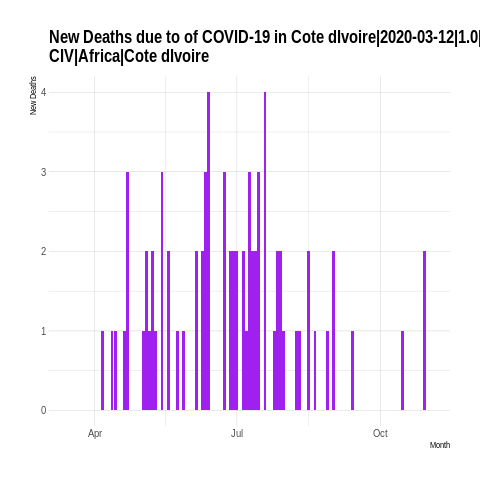 New Deaths due to of COVID-19 in Cote dIvoire|2020-03-12|1.0|
CIV|Africa|Cote dIvoire
New Deaths
4
3
2
1
0
Apr
Jul
Oct
Month